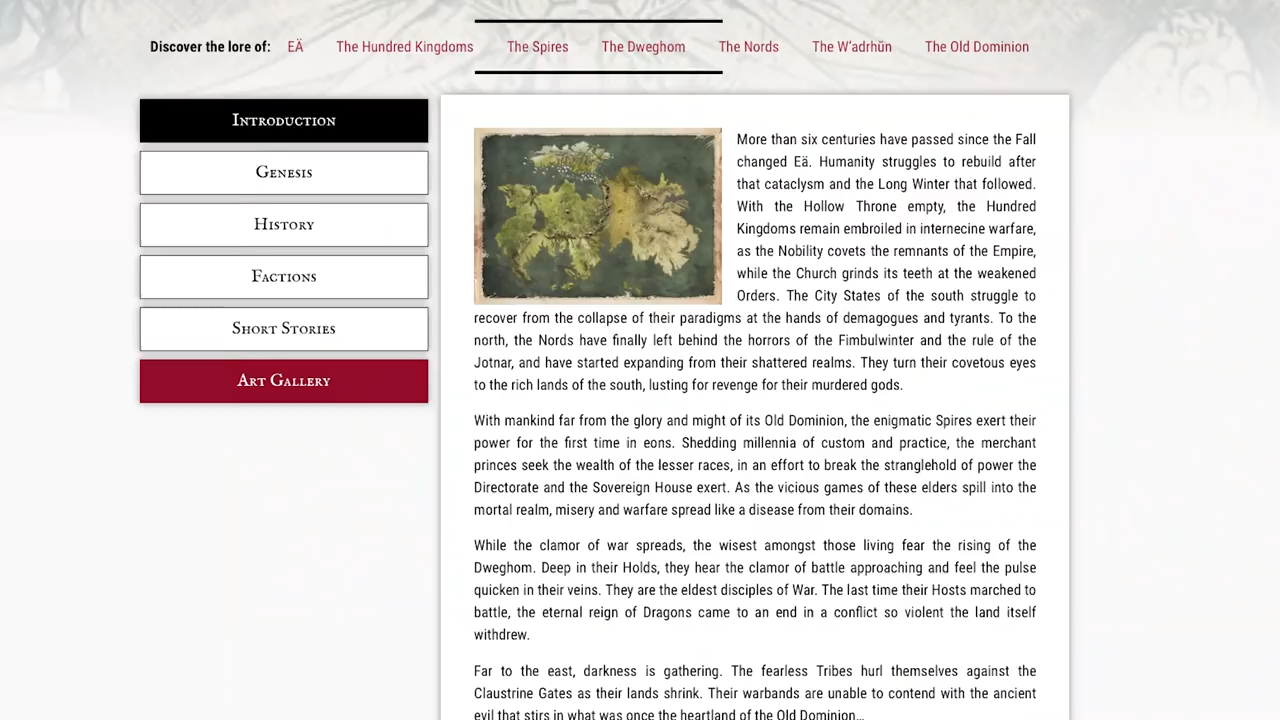 Discover the lore of: EÄ The Hundred Kingdoms The Spires The Dweghom The Nords The W'adrhŭn The Old Dominion
Introduction
Genesis
History
Factions
Short Stories
Art Gallery
More than six centuries have passed since the Fall
changed Eä. Humanity struggles to rebuild after
that cataclysm and the Long Winter that followed.
With the Hollow Throne empty, the Hundred
Kingdoms remain embroiled in internecine warfare,
as the Nobility covets the remnants of the Empire,
while the Church grinds its teeth at the weakened
Orders. The City States of the south struggle to
recover from the collapse of their paradigms at the hands of demagogues and tyrants. To the
north, the Nords have finally left behind the horrors of the Fimbulwinter and the rule of the
Jotnar, and have started expanding from their shattered realms. They turn their covetous eyes
to the rich lands of the south, lusting for revenge for their murdered gods.
With mankind far from the glory and might of its Old Dominion, the enigmatic Spires exert their
power for the first time in eons. Shedding millennia of custom and practice, the merchant
princes seek the wealth of the lesser races, in an effort to break the stranglehold of power the
Directorate and the Sovereign House exert. As the vicious games of these elders spill into the
mortal realm, misery and warfare spread like a disease from their domains.
While the clamor of war spreads, the wisest amongst those living fear the rising of the
Dweghom. Deep in their Holds, they hear the clamor of battle approaching and feel the pulse
quicken in their veins. They are the eldest disciples of War. The last time their Hosts marched to
battle, the eternal reign of Dragons came to an end in a conflict so violent the land itself
withdrew.
Far to the east, darkness is gathering. The fearless Tribes hurl themselves against the
Claustrine Gates as their lands shrink. Their warbands are unable to contend with the ancient
evil that stirs in what was once the heartland of the Old Dominion…